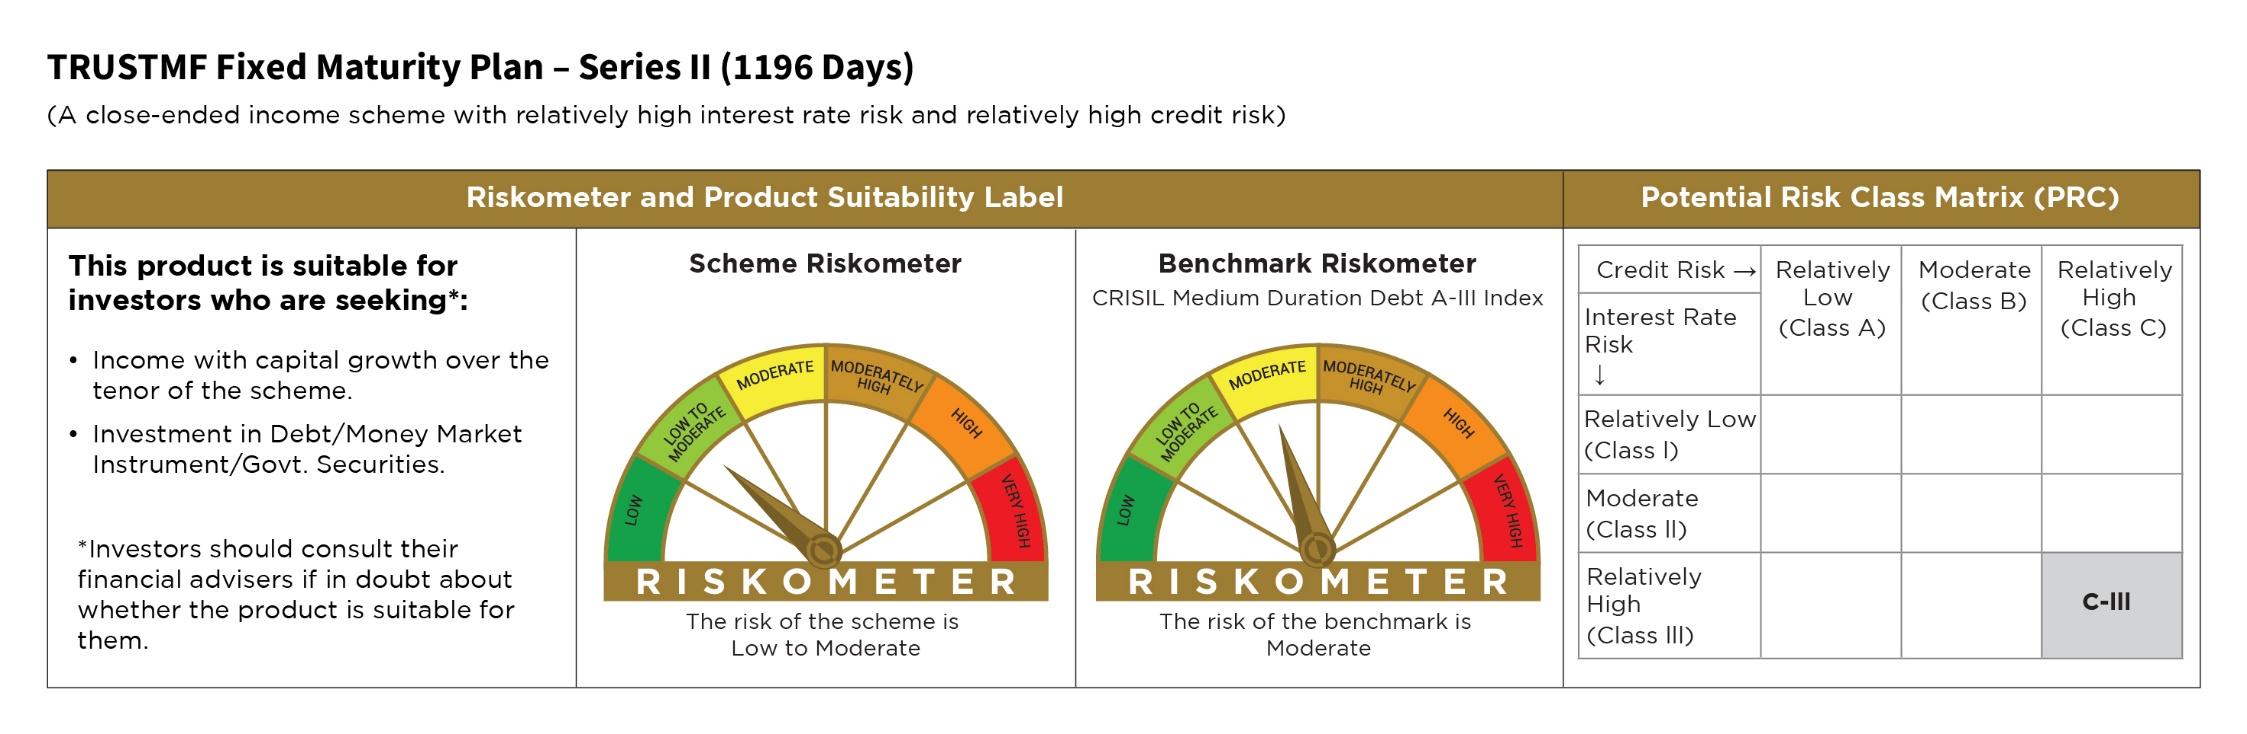 TRUSTMF Fixed Maturity Plan – Series II (1196 Days)
(A close-ended income scheme with relatively high interest rate risk and relatively high credit risk)
Riskometer and Product Suitability Label
Potential Risk Class Matrix (PRC)
This product is suitable for
investors who are seeking*:
• Income with capital growth over the
tenor of the scheme.
• Investment in Debt/Money Market
Instrument/Govt. Securities.
*Investors should consult their
financial advisers if in doubt about
whether the product is suitable for
them.
Scheme Riskometer
LOW
LOW TO
MODERATE
MODERATE
MODERATELY
HIGH
HIGH
VERY HIGH
RISKOMETER
The risk of the scheme is
Low to Moderate
Benchmark Riskometer
CRISIL Medium Duration Debt A-III Index
LOW
LOW TO
MODERATE
MODERATE
MODERATELY
HIGH
HIGH
VERY HIGH
RISKOMETER
The risk of the benchmark is
Moderate
Credit Risk →
Interest Rate
Risk
↓
Relatively
Low
(Class A)
Moderate
(Class B)
Relatively
High
(Class C)
Relatively Low
(Class I)
Moderate
(Class II)
Relatively
High
(Class III)
C-III